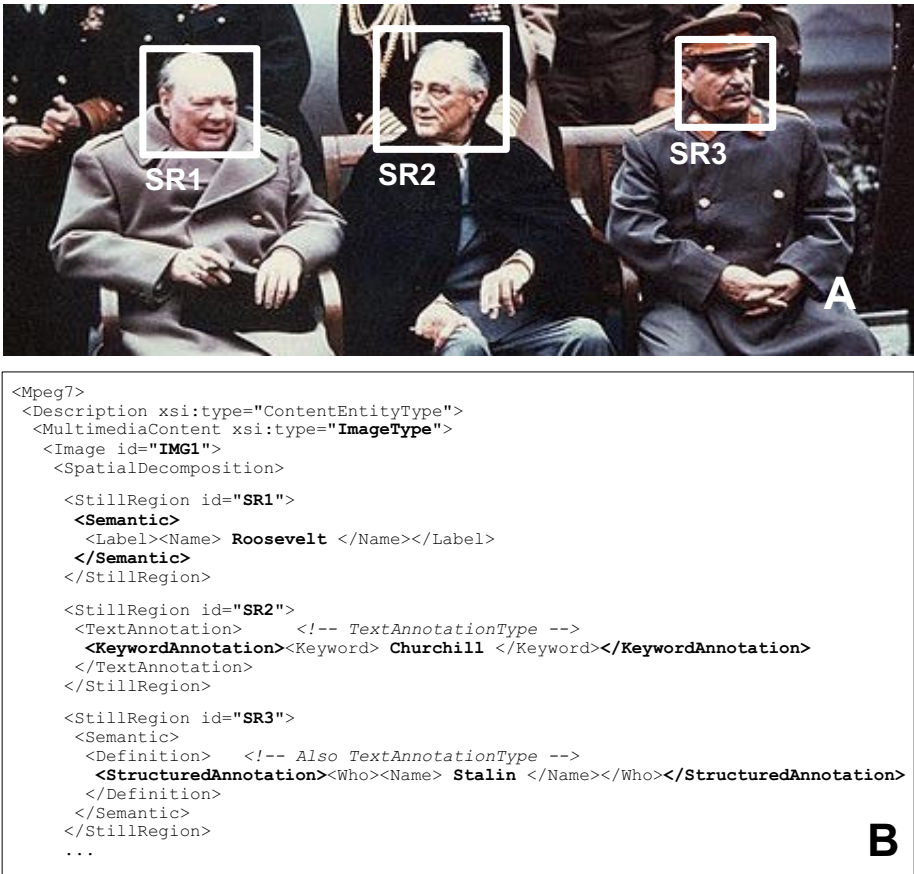 SR1
SR2
SR3
A
<Mpeg7>
<Description xsi:type="ContentEntityType">
<MultimediaContent xsi:type="ImageType">
<Image id="IMG1">
<SpatialDecomposition>
<StillRegion id="SR1">
<Semantic>
<Label><Name> Roosevelt </Name></Label>
</Semantic>
</StillRegion>
<StillRegion id="SR2">
<TextAnnotation> <!-- TextAnnotationType -->
<KeywordAnnotation><Keyword> Churchill </Keyword></KeywordAnnotation>
</TextAnnotation>
</StillRegion>
<StillRegion id="SR3">
<Semantic>
<Definition> <!-- Also TextAnnotationType -->
<StructuredAnnotation><Who><Name> Stalin </Name></Who></StructuredAnnotation>
</Definition>
</Semantic>
</StillRegion>
...
B